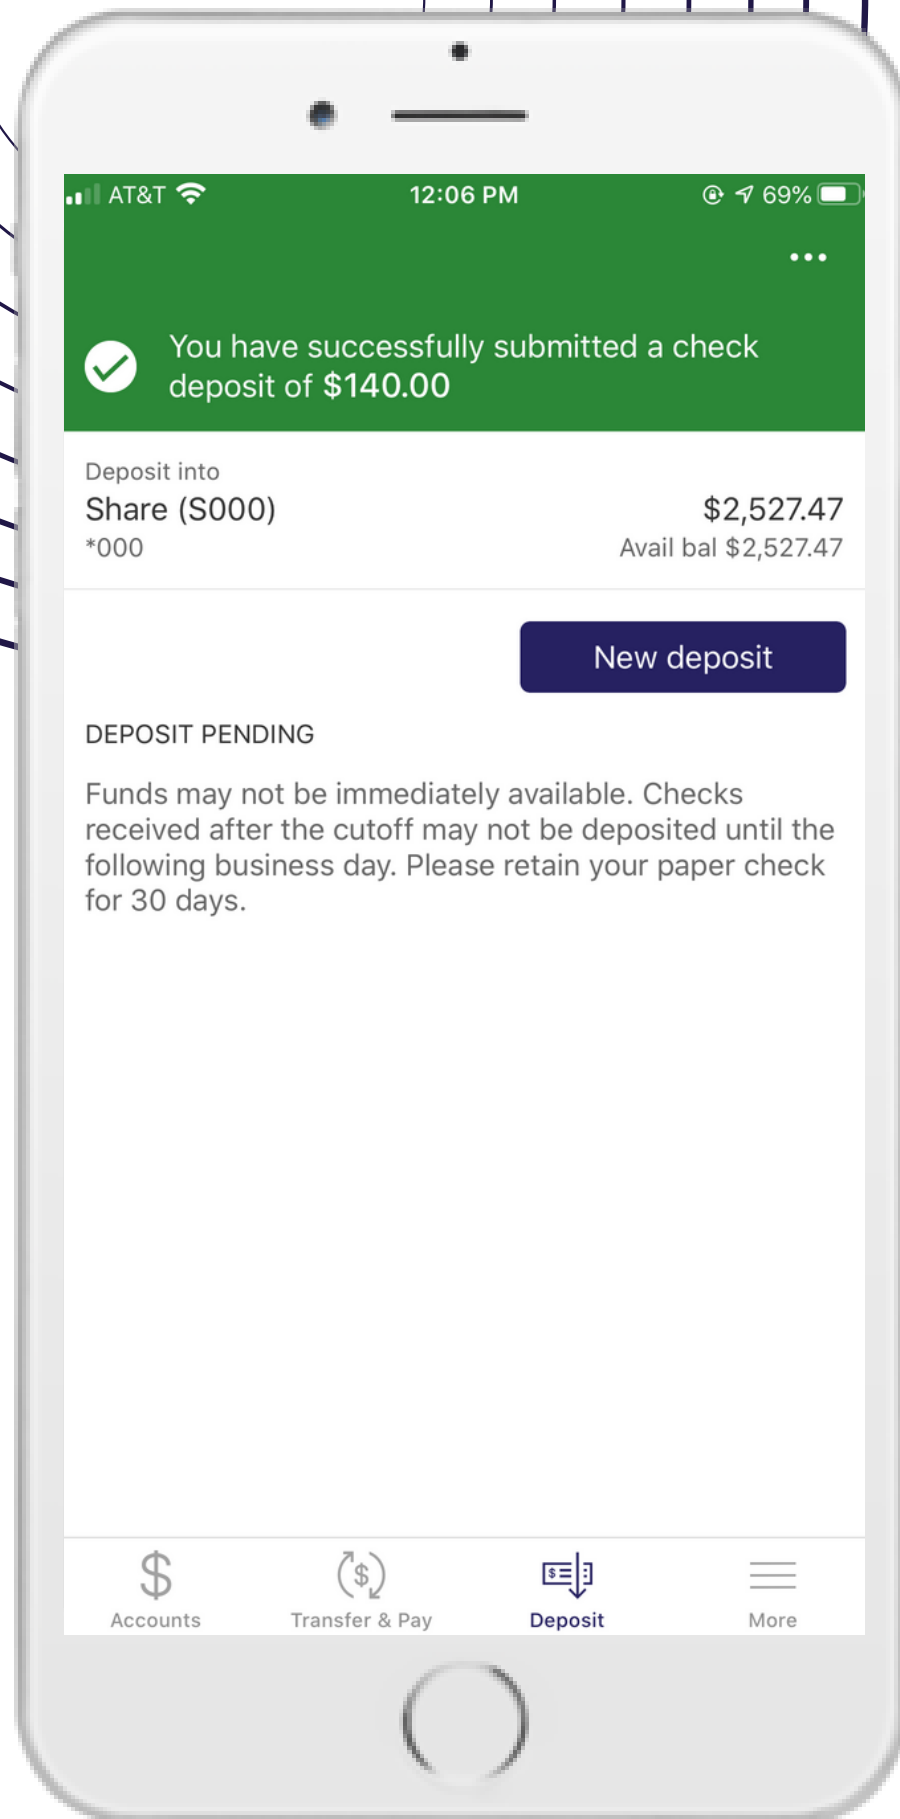 AT&T 12:06 PM 69%
You have successfully submitted a check
deposit of $140.00
Deposit into
Share (S000) $2,527.47
*000 Avail bal $2,527.47
New deposit
DEPOSIT PENDING
Funds may not be immediately available. Checks
received after the cutoff may not be deposited until the
following business day. Please retain your paper check
for 30 days.
Accounts Transfer & Pay Deposit More